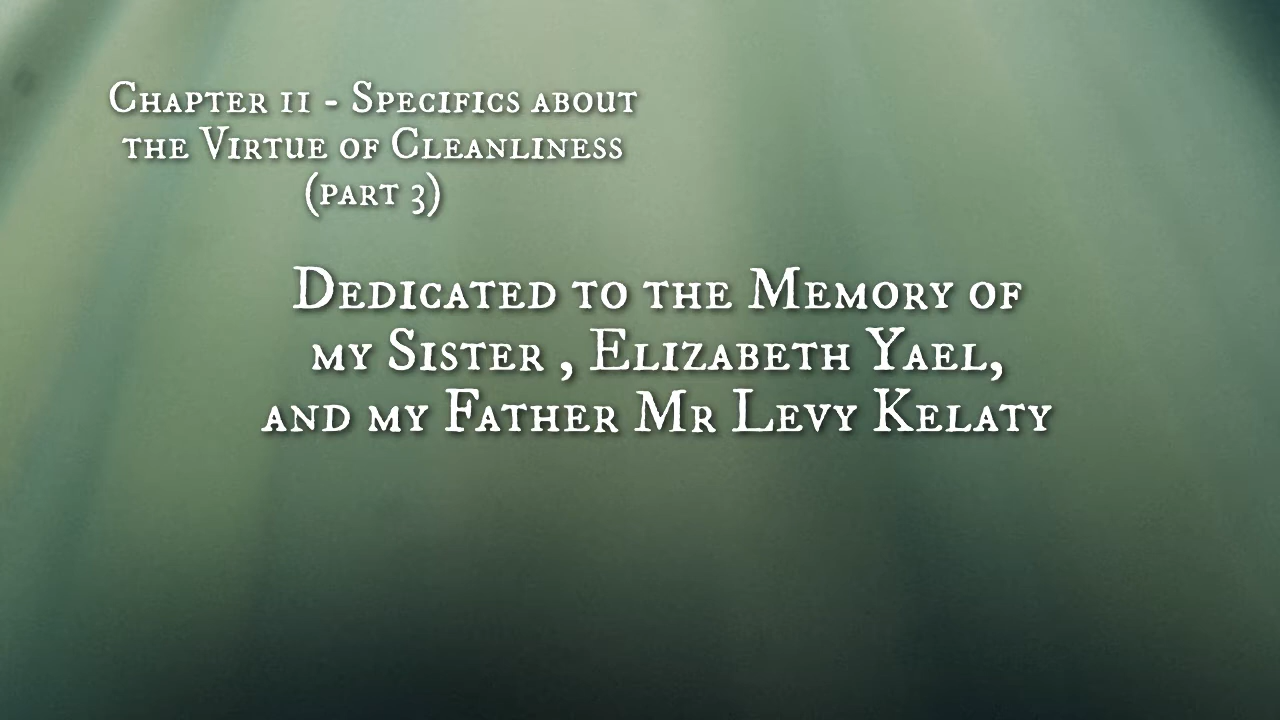 Chapter 11 - Specifics about
the Virtue of Cleanliness
(part 3)
Dedicated to the Memory of
my Sister , Elizabeth Yael,
and my Father Mr Levy Kelaty